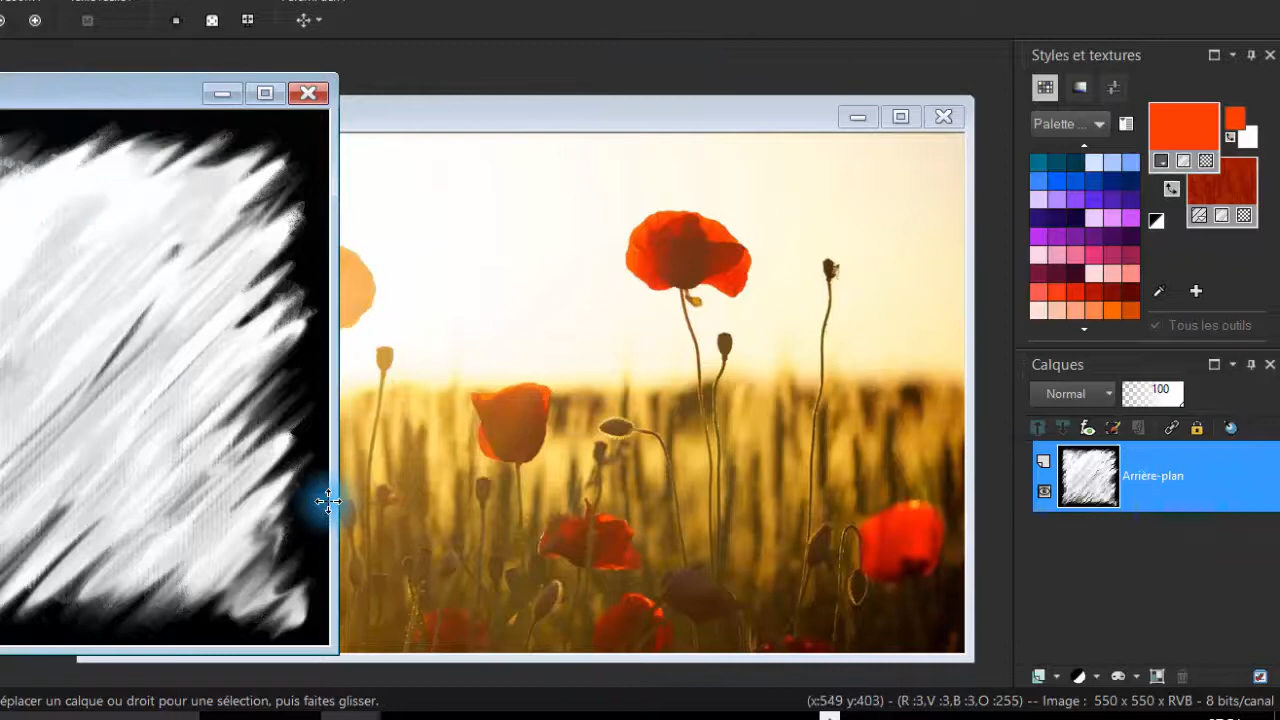 Styles et textures
Palette ...
Tous les outils
Calques
Normal
100
Arrière-plan
éplacer un calque ou droit pour une sélection, puis faites glisser.
(x:549 y:403) - (R :3,V :3,B :3,O :255) -- Image : 550 x 550 x RVB - 8 bits/canal